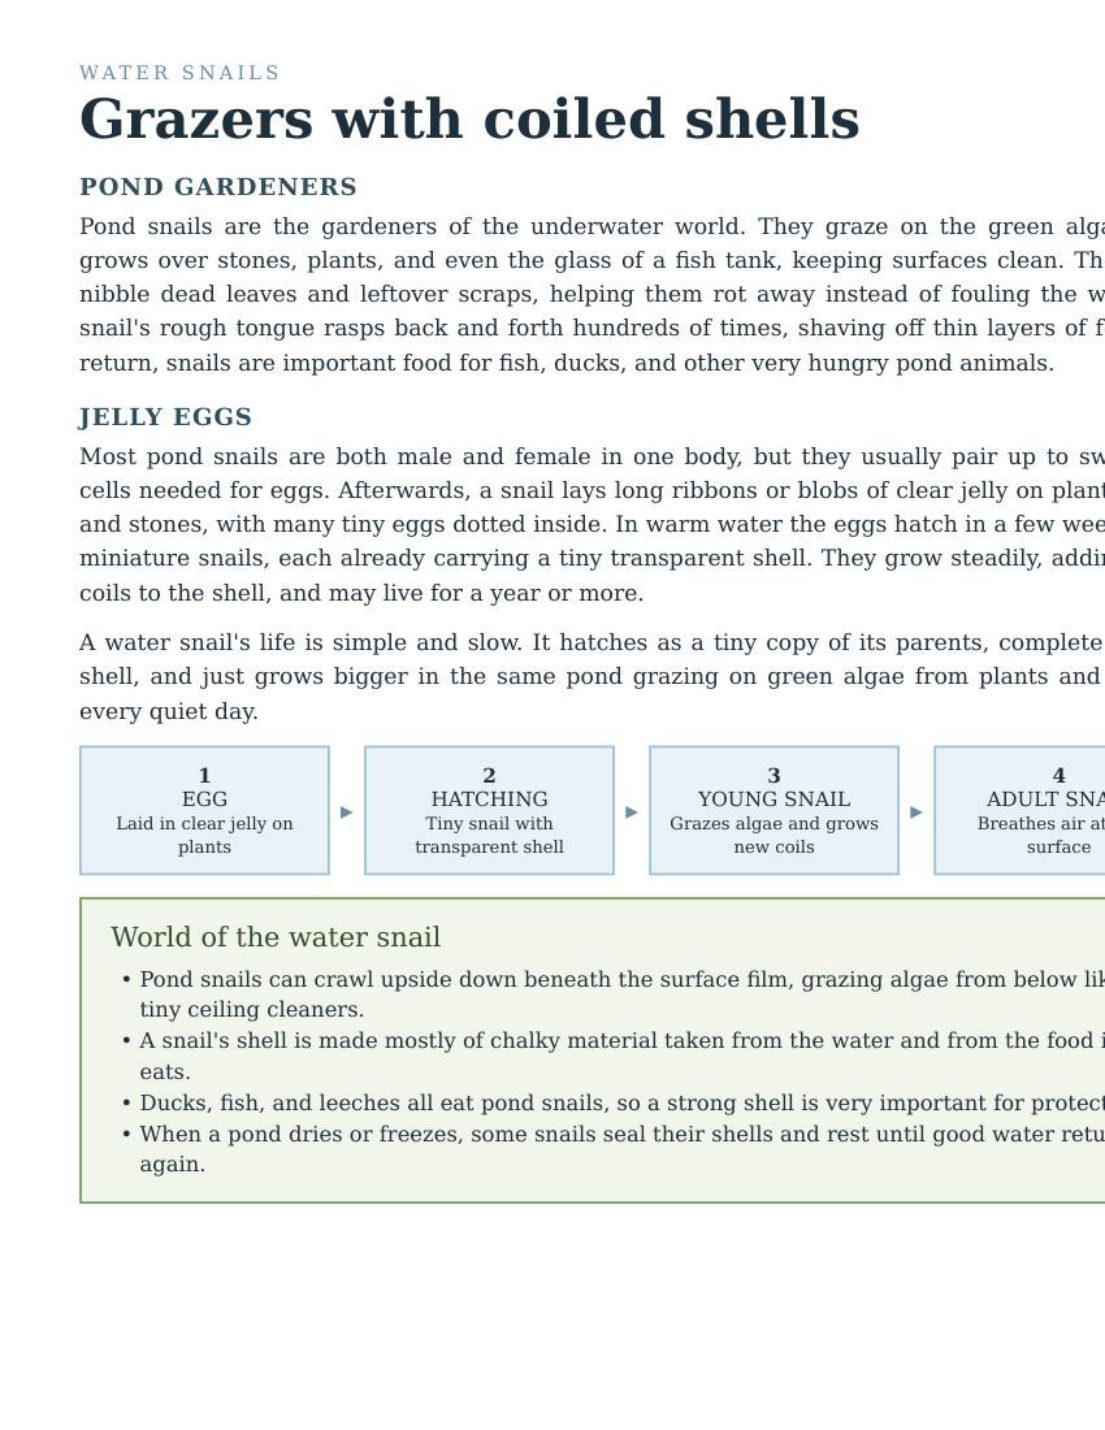 WATER SNAILS
Grazers with coiled shells
POND GARDENERS
Pond snails are the gardeners of the underwater world. They graze on the green alga
grows over stones, plants, and even the glass of a fish tank, keeping surfaces clean. Th
nibble dead leaves and leftover scraps, helping them rot away instead of fouling the w
snail's rough tongue rasps back and forth hundreds of times, shaving off thin layers of f
return, snails are important food for fish, ducks, and other very hungry pond animals.
JELLY EGGS
Most pond snails are both male and female in one body, but they usually pair up to sw
cells needed for eggs. Afterwards, a snail lays long ribbons or blobs of clear jelly on plant
and stones, with many tiny eggs dotted inside. In warm water the eggs hatch in a few wee
miniature snails, each already carrying a tiny transparent shell. They grow steadily, addin
coils to the shell, and may live for a year or more.
A water snail's life is simple and slow. It hatches as a tiny copy of its parents, complete
shell, and just grows bigger in the same pond grazing on green algae from plants and
every quiet day.
1
EGG
Laid in clear jelly on
plants
2
HATCHING
Tiny snail with
transparent shell
3
YOUNG SNAIL
Grazes algae and grows
new coils
4
ADULT SNA
Breathes air at
surface
World of the water snail
• Pond snails can crawl upside down beneath the surface film, grazing algae from below lik
tiny ceiling cleaners.
• A snail's shell is made mostly of chalky material taken from the water and from the food i
eats.
• Ducks, fish, and leeches all eat pond snails, so a strong shell is very important for protect
• When a pond dries or freezes, some snails seal their shells and rest until good water retu
again.